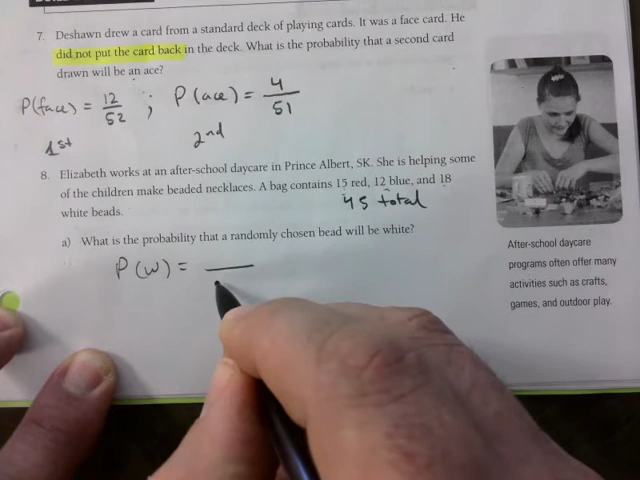 7. Deshawn drew a card from a standard deck of playing cards. It was a face card. He
did not put the card back in the deck. What is the probability that a second card
drawn will be an ace?
P(face) = 12/52 ; P(ace) = 4/51
1st 2nd
8. Elizabeth works at an after-school daycare in Prince Albert, SK. She is helping some
of the children make beaded necklaces. A bag contains 15 red, 12 blue, and 18
white beads.
45 total
a) What is the probability that a randomly chosen bead will be white?
P(w) =
After-school daycare
programs often offer many
activities such as crafts,
games, and outdoor play.